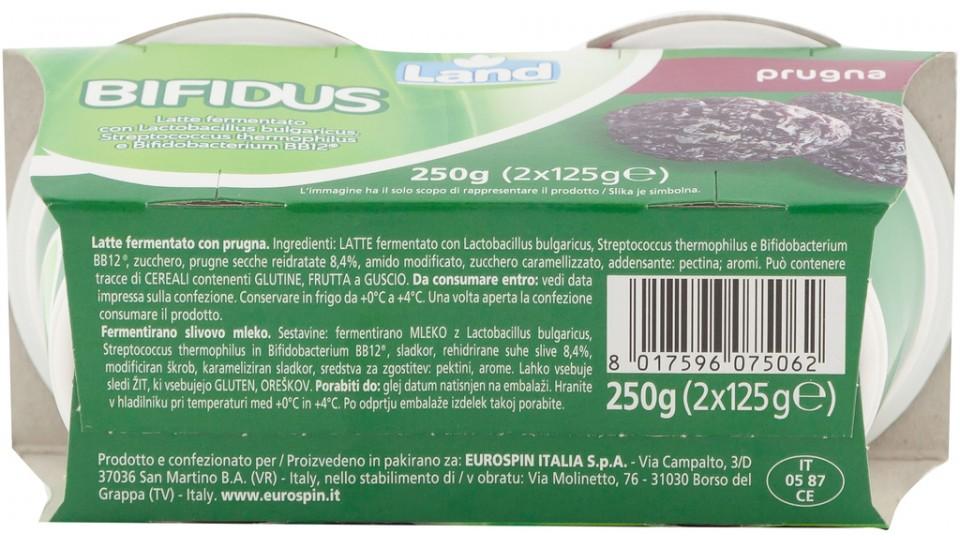 Land
prugna
BIFIDUS
Latte fermentato
con Lactobacillus bulgaricus,
Streptococcus thermophilus
e Bifidobacterium BB12®
250g (2x125g℮)
L'immagine ha il solo scopo di rappresentare il prodotto / Slika je simbolna.
Latte fermentato con prugna. Ingredienti: LATTE fermentato con Lactobacillus bulgaricus, Streptococcus thermophilus e Bifidobacterium
BB12®, zucchero, prugne secche reidratate 8,4%, amido modificato, zucchero caramellizzato, addensante: pectina; aromi. Può contenere
tracce di CEREALI contenenti GLUTINE, FRUTTA a GUSCIO. Da consumare entro: vedi data
impressa sulla confezione. Conservare in frigo da +0°C a +4°C. Una volta aperta la confezione
consumare il prodotto.
Fermentirano slivovo mleko. Sestavine: fermentirano MLEKO z Lactobacillus bulgaricus,
Streptococcus thermophilus in Bifidobacterium BB12®, sladkor, rehidrirane suhe slive 8,4%,
modificiran škrob, karameliziran sladkor, sredstva za zgostitev: pektini, arome. Lahko vsebuje
sledi ŽIT, ki vsebujejo GLUTEN, OREŠKOV. Porabiti do: glej datum natisnjen na embalaži. Hranite
v hladilniku pri temperaturi med +0°C in +4°C. Po odprtju embalaže izdelek takoj porabite.
8 017596 075062
250g (2x125g℮)
Prodotto e confezionato per / Proizvedeno in pakirano za: EUROSPIN ITALIA S.p.A. - Via Campalto, 3/D
37036 San Martino B.A. (VR) - Italy, nello stabilimento di / v obratu: Via Molinetto, 76 - 31030 Borso del
Grappa (TV) - Italy. www.eurospin.it
IT
05 87
CE